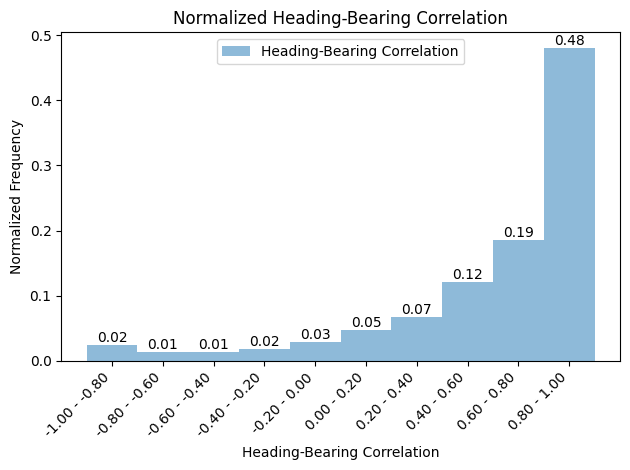 Normalized Heading-Bearing Correlation
Heading-Bearing Correlation
Normalized Frequency
0.5
0.4
0.3
0.2
0.1
0.0
0.02
0.01
0.01
0.02
0.03
0.05
0.07
0.12
0.19
0.48
-1.00 - -0.80
-0.80 - -0.60
-0.60 - -0.40
-0.40 - -0.20
-0.20 - 0.00
0.00 - 0.20
0.20 - 0.40
0.40 - 0.60
0.60 - 0.80
0.80 - 1.00
Heading-Bearing Correlation